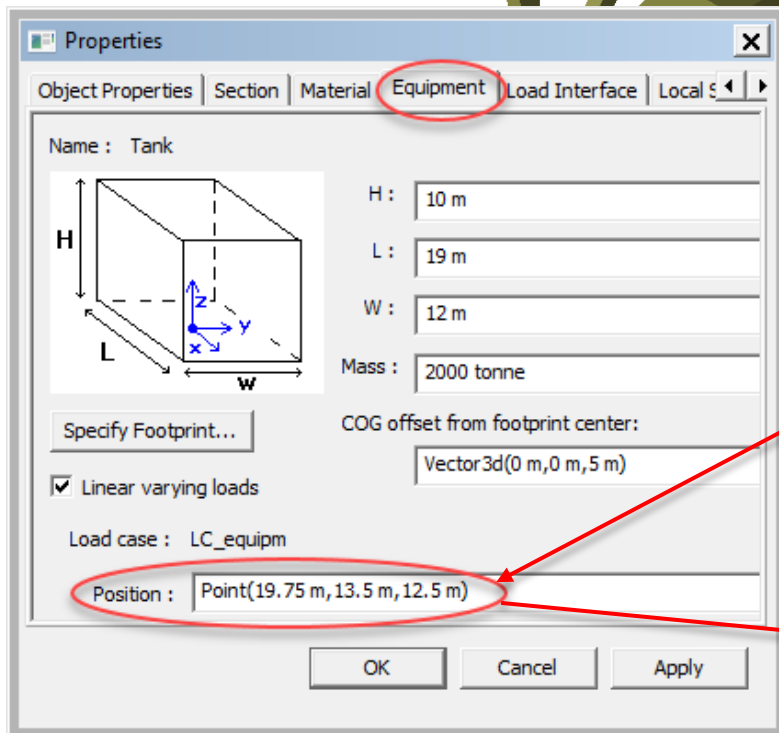 Properties
Object Properties Section Material Equipment Load Interface Local S
Name : Tank
H : 10 m
L : 19 m
W : 12 m
Mass : 2000 tonne
H
L
W
z
y
x
Specify Footprint...
COG offset from footprint center:
Vector3d(0 m,0 m,5 m)
Linear varying loads
Load case : LC_equipm
Position : Point(19.75 m,13.5 m,12.5 m)
OK Cancel Apply